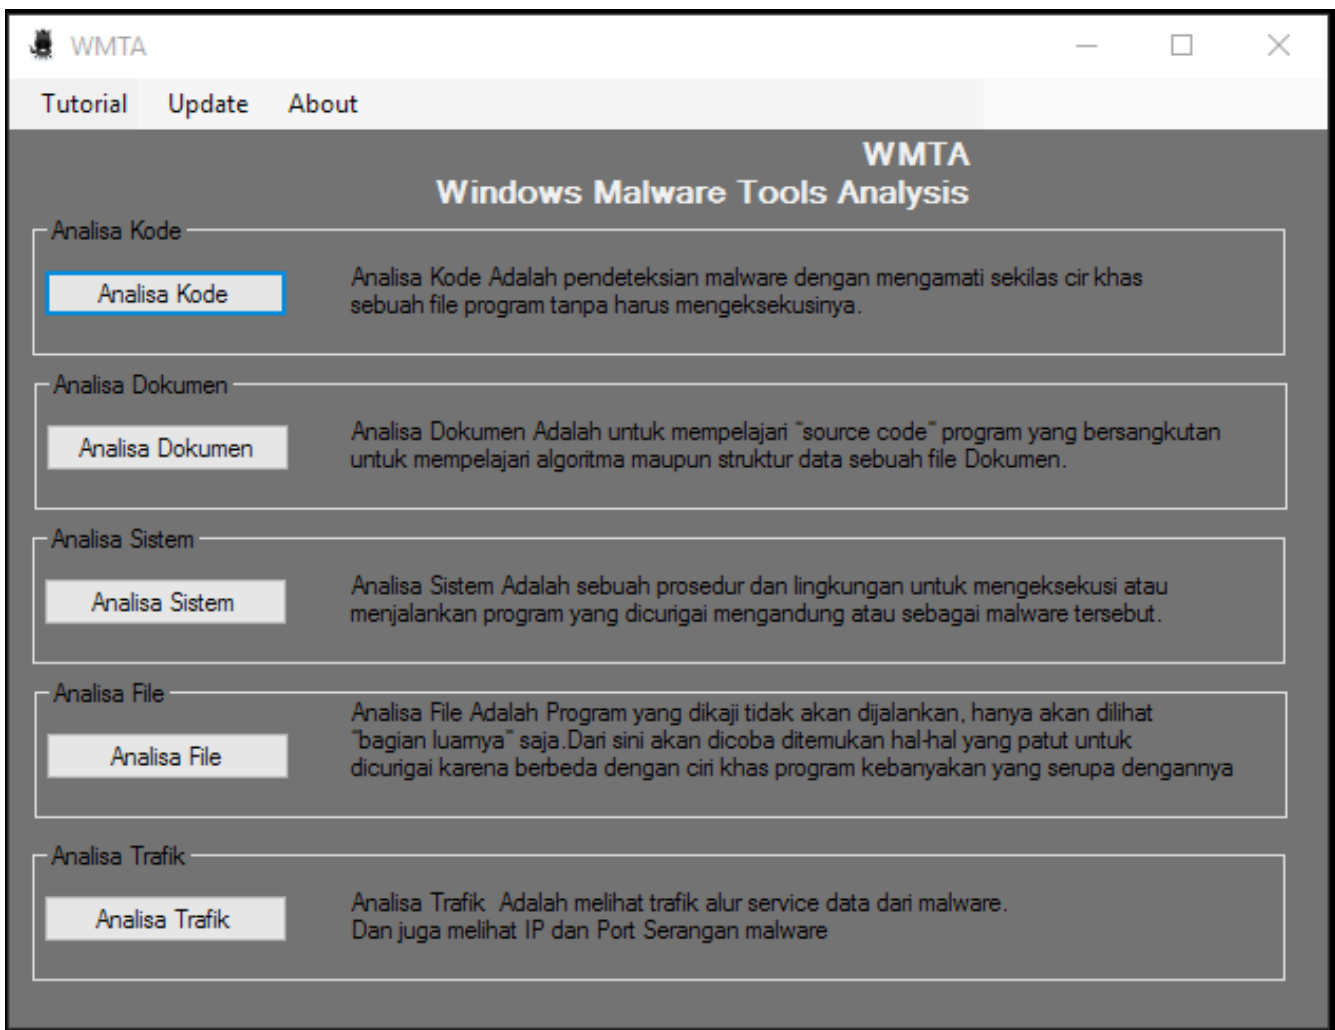 WMTA
Tutorial Update About
WMTA
Windows Malware Tools Analysis
Analisa Kode
Analisa Kode
Analisa Kode Adalah pendeteksian malware dengan mengamati sekilas cir khas
sebuah file program tanpa harus mengeksekusinya.
Analisa Dokumen
Analisa Dokumen
Analisa Dokumen Adalah untuk mempelajari "source code" program yang bersangkutan
untuk mempelajari algoritma maupun struktur data sebuah file Dokumen.
Analisa Sistem
Analisa Sistem
Analisa Sistem Adalah sebuah prosedur dan lingkungan untuk mengeksekusi atau
menjalankan program yang dicurigai mengandung atau sebagai malware tersebut.
Analisa File
Analisa File
Analisa File Adalah Program yang dikaji tidak akan dijalankan, hanya akan dilihat
"bagian luarnya" saja.Dari sini akan dicoba ditemukan hal-hal yang patut untuk
dicurigai karena berbeda dengan ciri khas program kebanyakan yang serupa dengannya
Analisa Trafik
Analisa Trafik
Analisa Trafik  Adalah melihat trafik alur service data dari malware.
Dan juga melihat IP dan Port Serangan malware